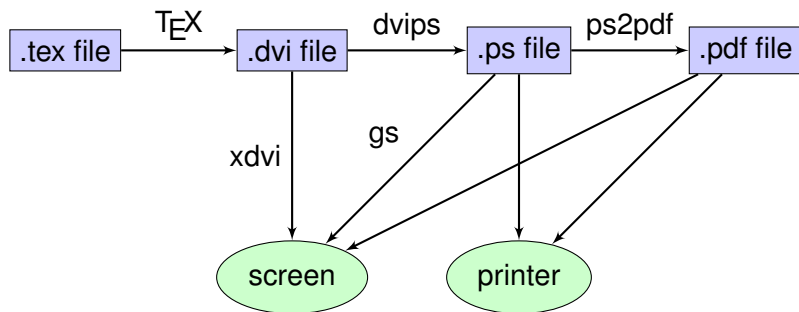 TEX
dvips
ps2pdf
.tex file
.dvi file
.ps file
.pdf file
xdvi
gs
screen
printer